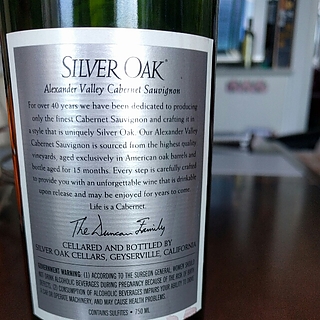 SILVER OAK®
Alexander Valley Cabernet Sauvignon
For over 40 years we have been dedicated to producing
only the finest Cabernet Sauvignon and crafting it in
a style that is uniquely Silver Oak. Our Alexander Valley
Cabernet Sauvignon is sourced from the highest quality
vineyards, aged exclusively in American oak barrels and
bottle aged for 15 months. Every step is carefully crafted
to provide you with an unforgettable wine that is drinkable
upon release and may be enjoyed for years to come.
Life is a Cabernet.
The Duncan Family
CELLARED AND BOTTLED BY
SILVER OAK CELLARS, GEYSERVILLE, CALIFORNIA
GOVERNMENT WARNING: (1) ACCORDING TO THE SURGEON GENERAL, WOMEN SHOULD
NOT DRINK ALCOHOLIC BEVERAGES DURING PREGNANCY BECAUSE OF THE RISK OF BIRTH
DEFECTS. (2) CONSUMPTION OF ALCOHOLIC BEVERAGES IMPAIRS YOUR ABILITY TO DRIVE
A CAR OR OPERATE MACHINERY, AND MAY CAUSE HEALTH PROBLEMS.
CONTAINS SULFITES • 750 ML